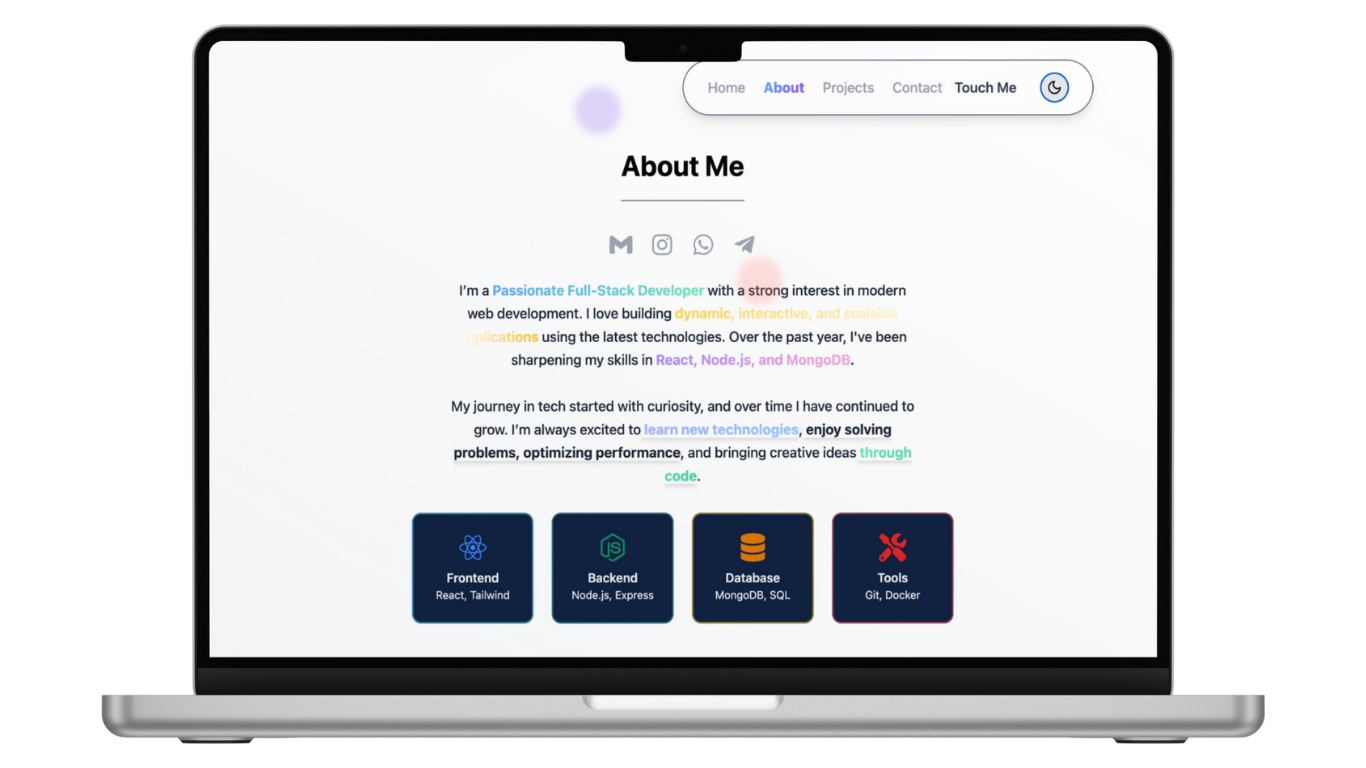 Home About Projects Contact Touch Me
About Me
I'm a Passionate Full-Stack Developer with a strong interest in modern
web development. I love building dynamic, interactive, and scalable
applications using the latest technologies. Over the past year, I've been
sharpening my skills in React, Node.js, and MongoDB.
My journey in tech started with curiosity, and over time I have continued to
grow. I'm always excited to learn new technologies, enjoy solving
problems, optimizing performance, and bringing creative ideas through
code.
JS
Frontend Backend Database Tools
React, Tailwind Node.js, Express MongoDB, SQL Git, Docker